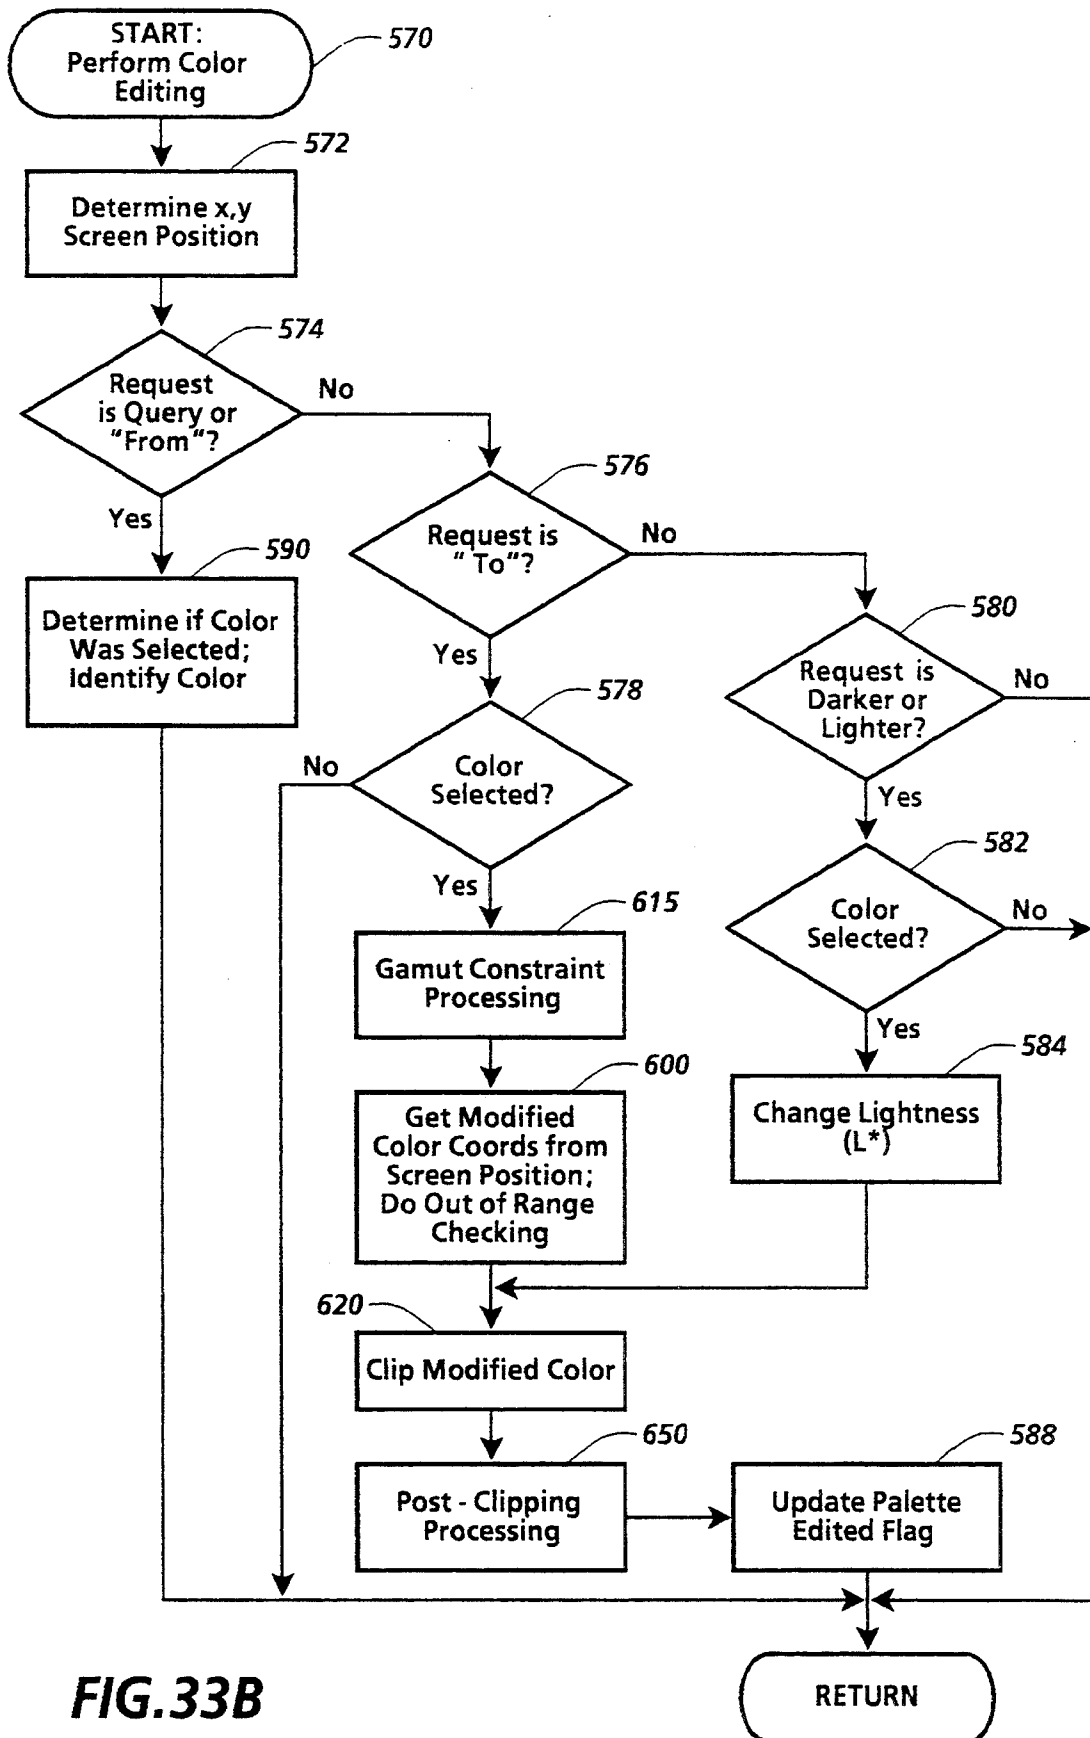 START:
Perform Color
Editing
570
572
Determine x,y
Screen Position
574
Request
is Query or
"From"?
No
Yes
576
Request is
" To"?
No
Yes
590
Determine if Color
Was Selected;
Identify Color
580
Request is
Darker or
Lighter?
No
Yes
578
Color
Selected?
No
Yes
582
Color
Selected?
No
Yes
615
Gamut Constraint
Processing
584
Change Lightness
(L*)
600
Get Modified
Color Coords from
Screen Position;
Do Out of Range
Checking
620
Clip Modified Color
650
Post - Clipping
Processing
588
Update Palette
Edited Flag
RETURN
FIG.33B